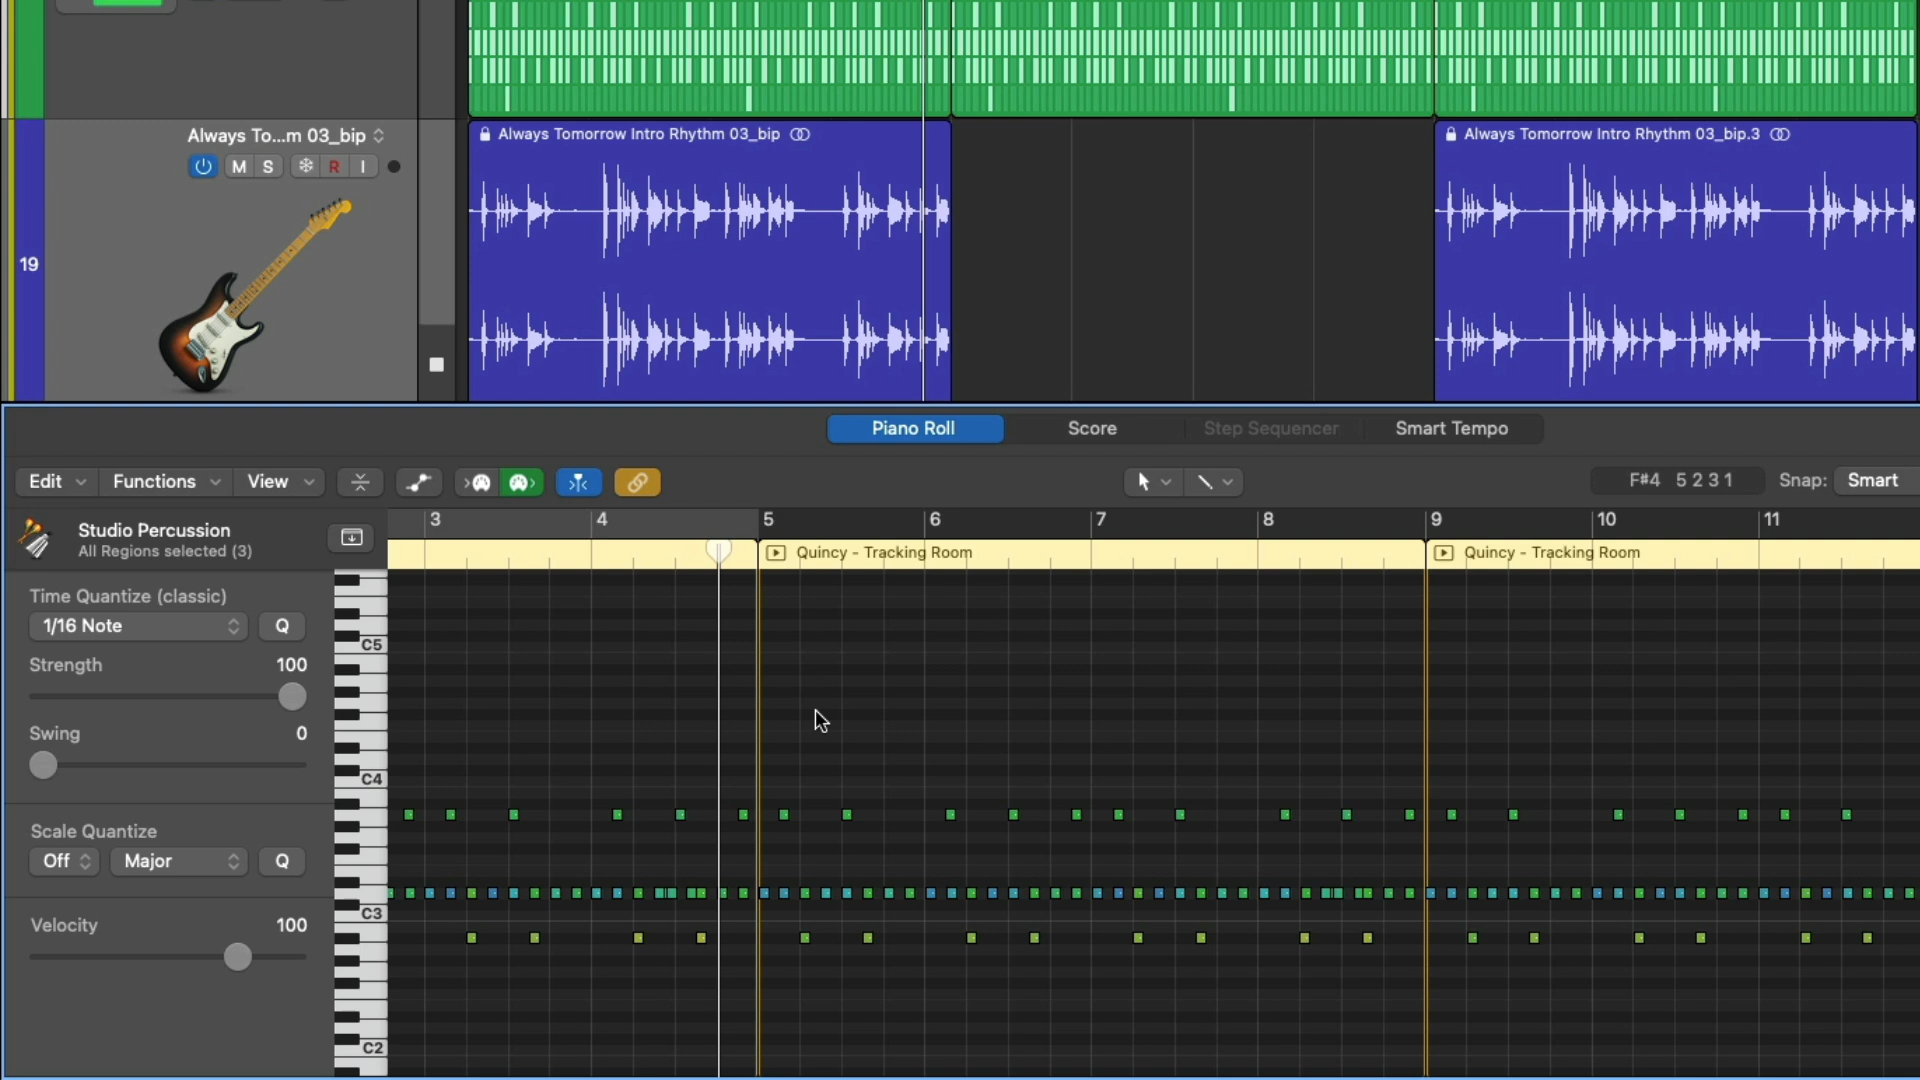 Always To...m 03_bip
M S R I
Always Tomorrow Intro Rhythm 03_bip
Always Tomorrow Intro Rhythm 03_bip.3
19
Piano Roll
Score
Step Sequencer
Smart Tempo
Edit
Functions
View
F#4 5 2 3 1
Snap:
Smart
Studio Percussion
All Regions selected (3)
3 4 5 6 7 8 9 10 11
Quincy - Tracking Room
Quincy - Tracking Room
Time Quantize (classic)
1/16 Note
Q
Strength 100
Swing 0
Scale Quantize
Off
Major
Q
Velocity 100
C5
C4
C3
C2